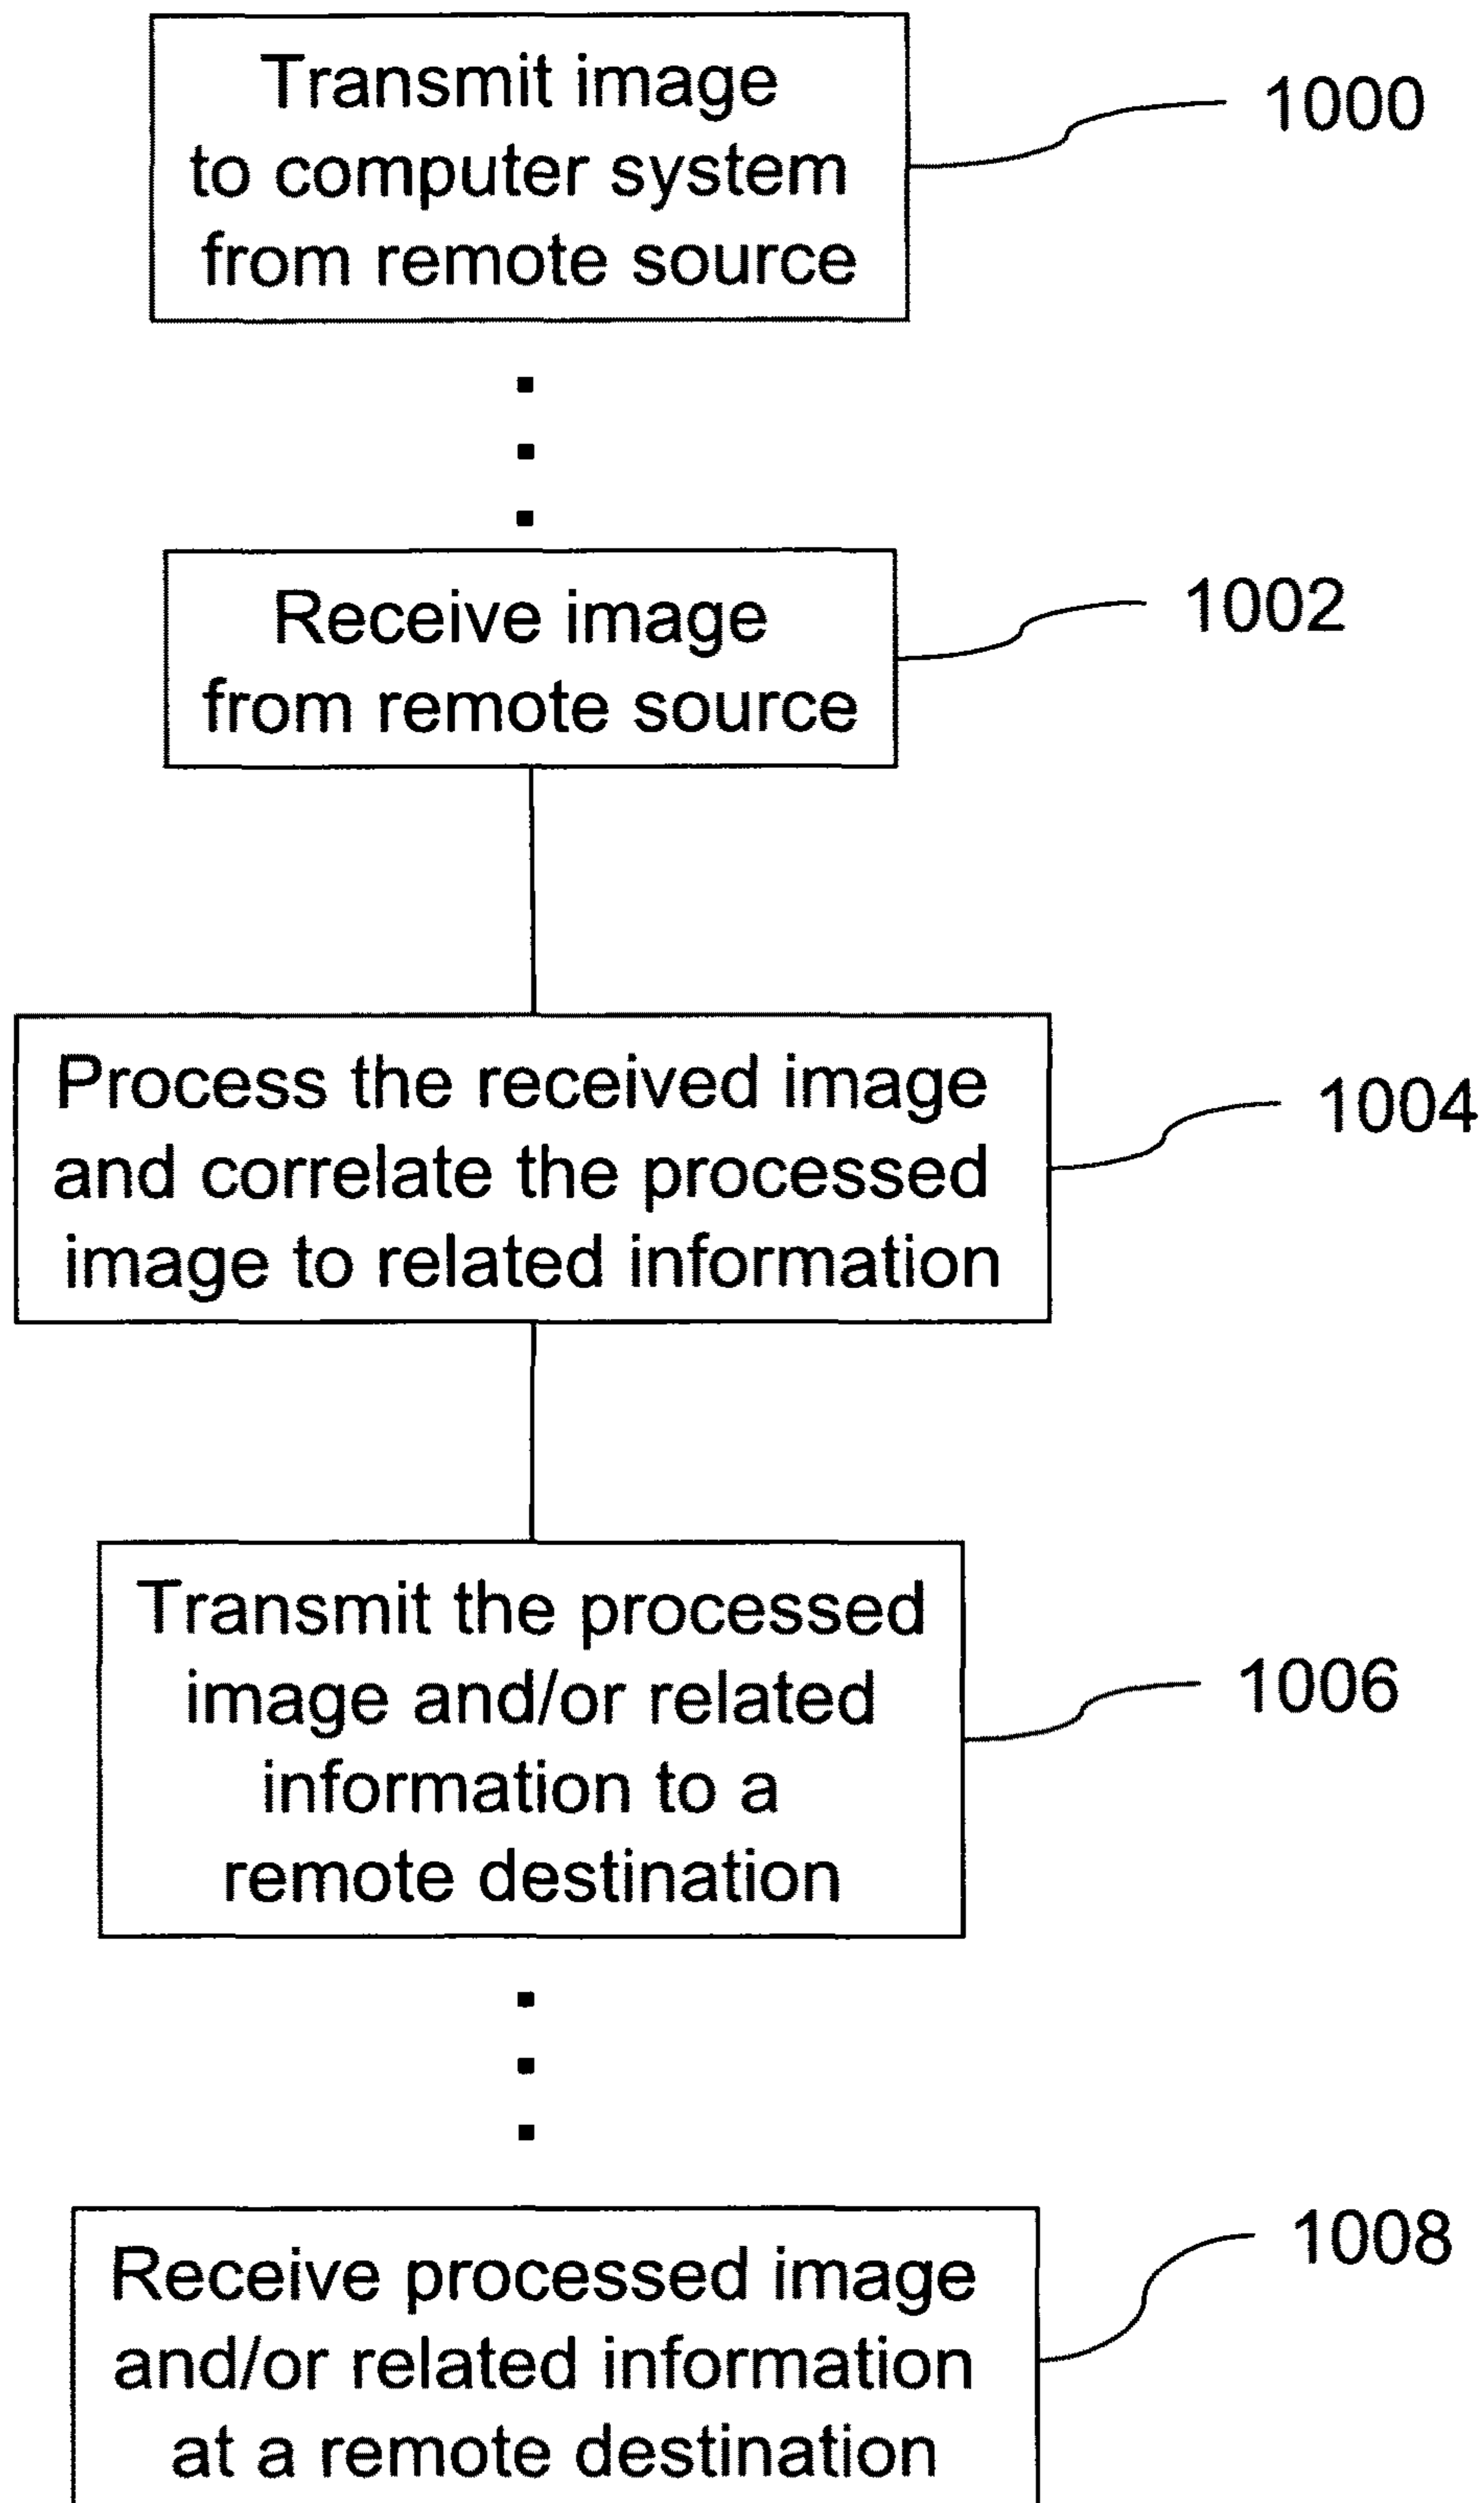 Transmit image
to computer system
from remote source
1000
Receive image
from remote source
1002
Process the received image
and correlate the processed
image to related information
1004
Transmit the processed
image and/or related
information to a
remote destination
1006
Receive processed image
and/or related information
at a remote destination
1008